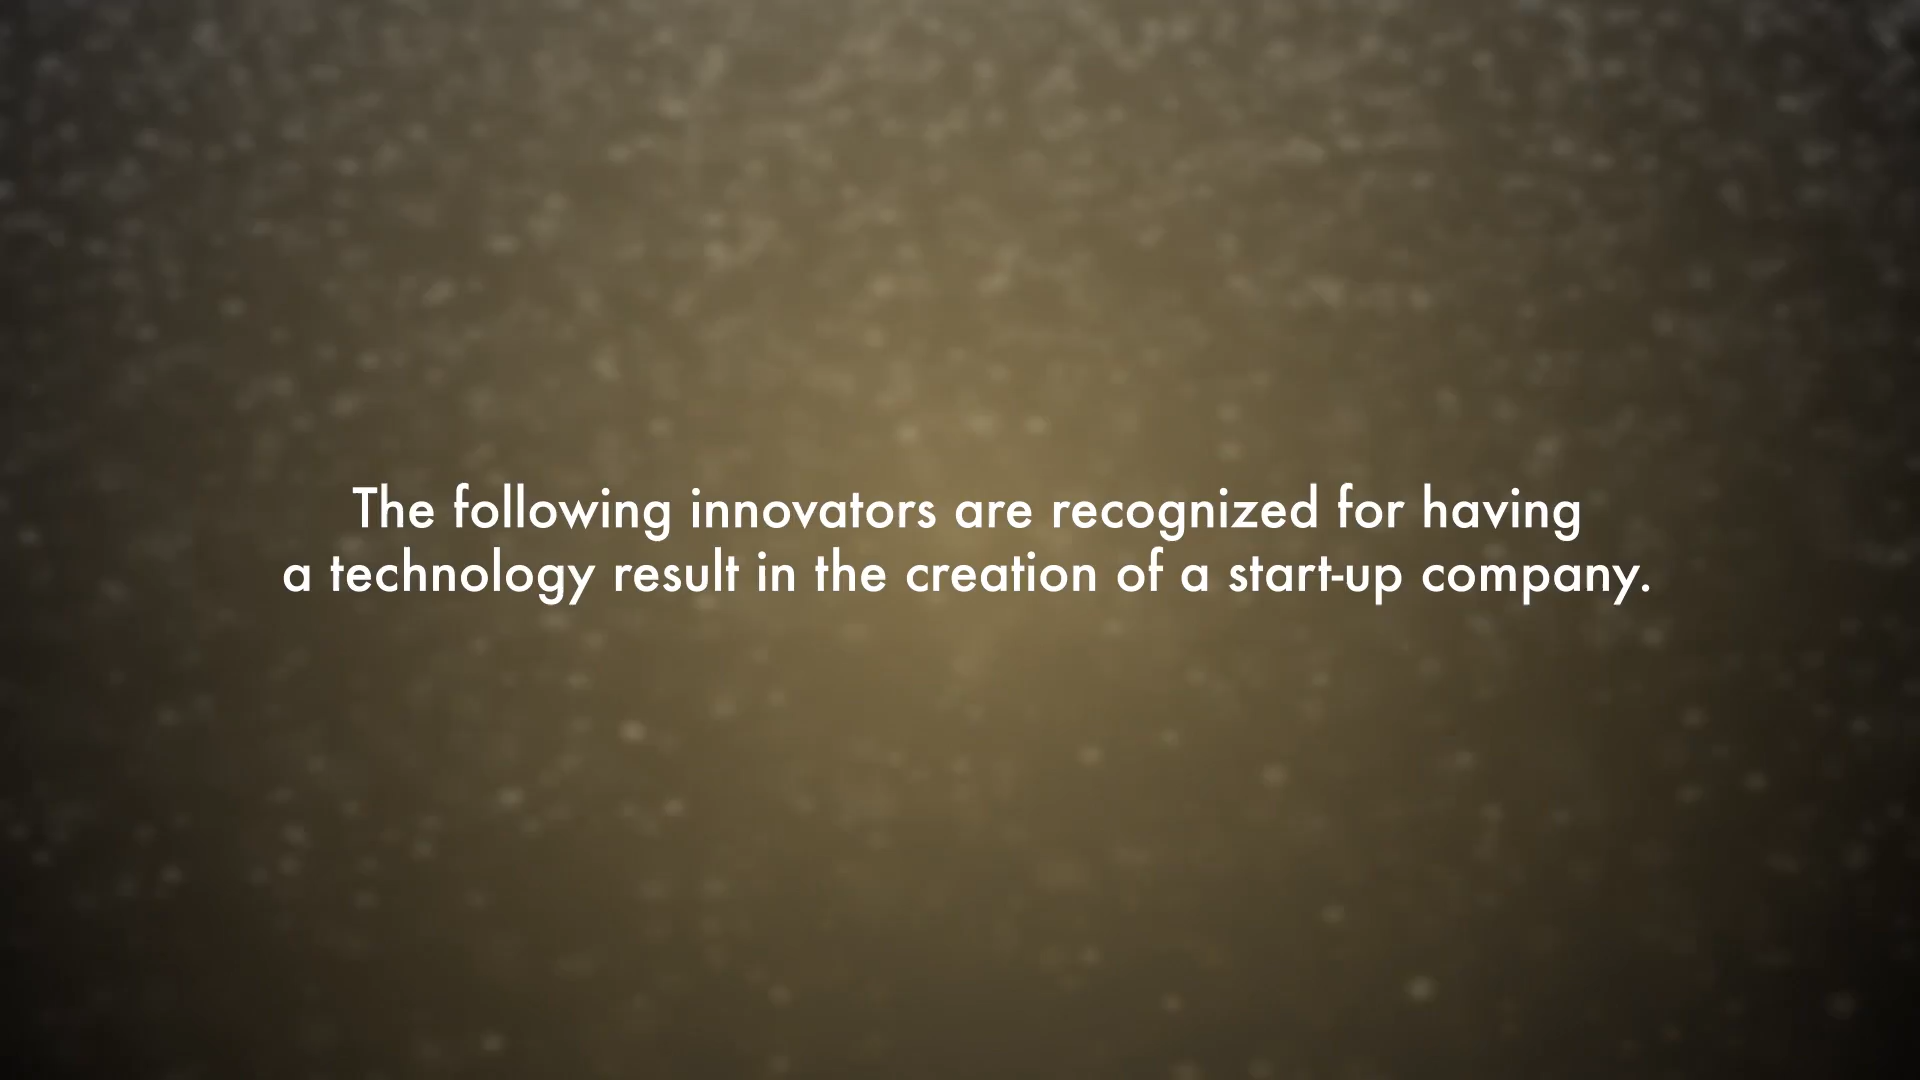 The following innovators are recognized for having
a technology result in the creation of a start-up company.